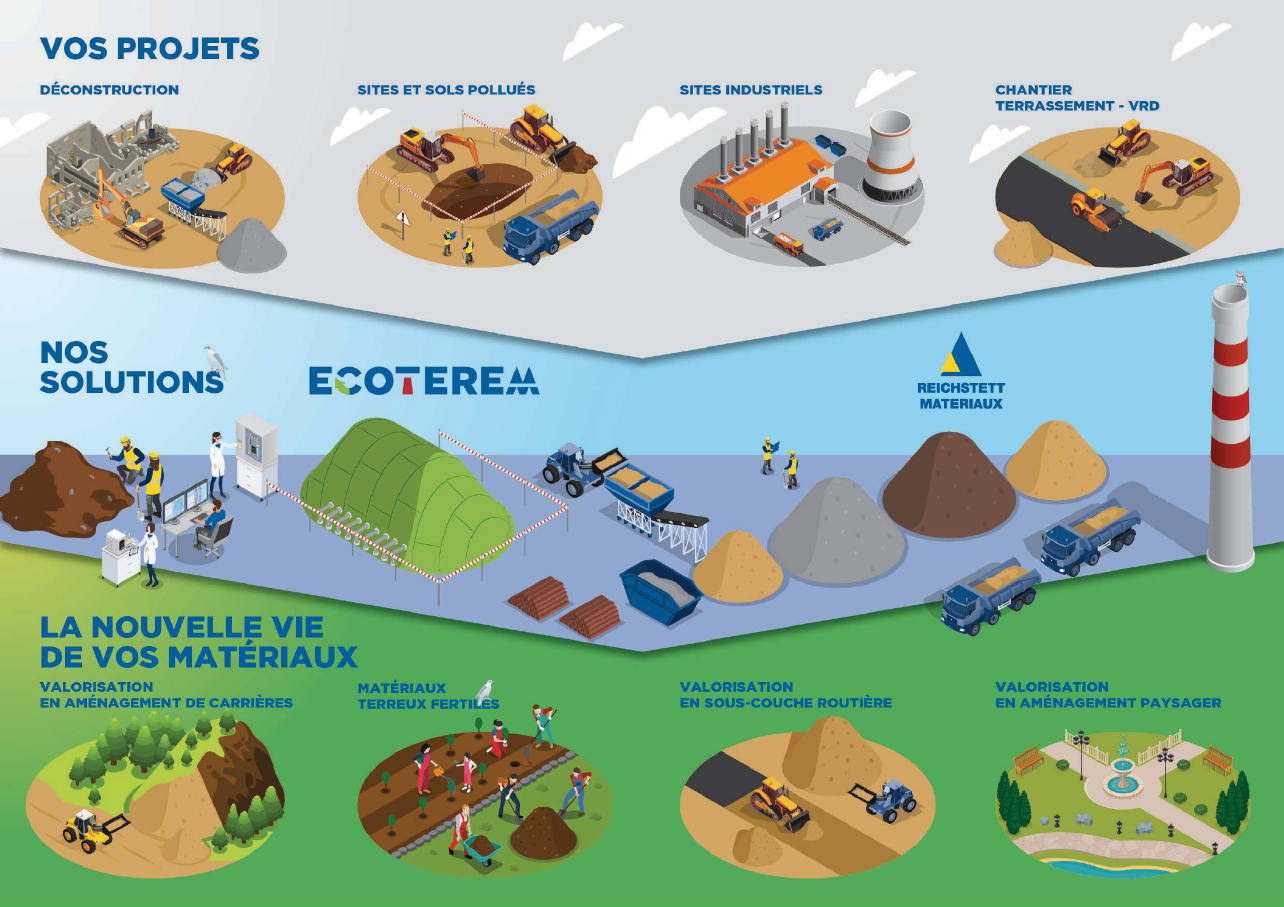 VOS PROJETS
DÉCONSTRUCTION
SITES ET SOLS POLLUÉS
SITES INDUSTRIELS
CHANTIER
TERRASSEMENT - VRD
NOS
SOLUTIONS
ECOTEREM
REICHSTETT
MATERIAUX
LA NOUVELLE VIE
DE VOS MATÉRIAUX
VALORISATION
EN AMÉNAGEMENT DE CARRIÈRES
MATÉRIAUX
TERREUX FERTILES
VALORISATION
EN SOUS-COUCHE ROUTIÈRE
VALORISATION
EN AMÉNAGEMENT PAYSAGER